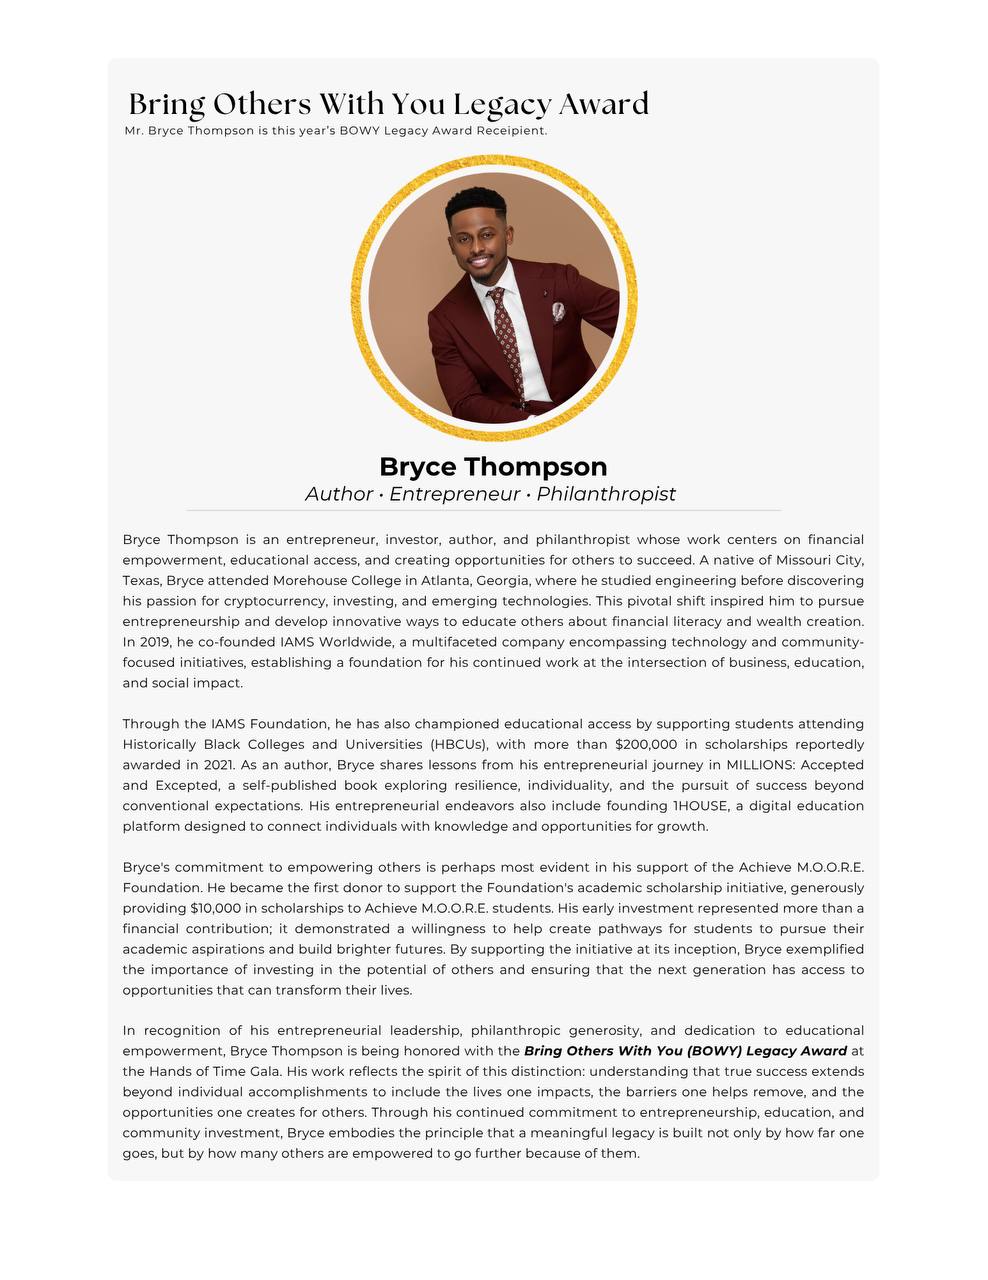 Bring Others With You Legacy Award
Mr. Bryce Thompson is this year's BOWY Legacy Award Receipient.
Bryce Thompson
Author • Entrepreneur • Philanthropist
Bryce Thompson is an entrepreneur, investor, author, and philanthropist whose work centers on financial
empowerment, educational access, and creating opportunities for others to succeed. A native of Missouri City,
Texas, Bryce attended Morehouse College in Atlanta, Georgia, where he studied engineering before discovering
his passion for cryptocurrency, investing, and emerging technologies. This pivotal shift inspired him to pursue
entrepreneurship and develop innovative ways to educate others about financial literacy and wealth creation.
In 2019, he co-founded IAMS Worldwide, a multifaceted company encompassing technology and community-
focused initiatives, establishing a foundation for his continued work at the intersection of business, education,
and social impact.
Through the IAMS Foundation, he has also championed educational access by supporting students attending
Historically Black Colleges and Universities (HBCUs), with more than $200,000 in scholarships reportedly
awarded in 2021. As an author, Bryce shares lessons from his entrepreneurial journey in MILLIONS: Accepted
and Excepted, a self-published book exploring resilience, individuality, and the pursuit of success beyond
conventional expectations. His entrepreneurial endeavors also include founding 1HOUSE, a digital education
platform designed to connect individuals with knowledge and opportunities for growth.
Bryce's commitment to empowering others is perhaps most evident in his support of the Achieve M.O.O.R.E.
Foundation. He became the first donor to support the Foundation's academic scholarship initiative, generously
providing $10,000 in scholarships to Achieve M.O.O.R.E. students. His early investment represented more than a
financial contribution; it demonstrated a willingness to help create pathways for students to pursue their
academic aspirations and build brighter futures. By supporting the initiative at its inception, Bryce exemplified
the importance of investing in the potential of others and ensuring that the next generation has access to
opportunities that can transform their lives.
In recognition of his entrepreneurial leadership, philanthropic generosity, and dedication to educational
empowerment, Bryce Thompson is being honored with the Bring Others With You (BOWY) Legacy Award at
the Hands of Time Gala. His work reflects the spirit of this distinction: understanding that true success extends
beyond individual accomplishments to include the lives one impacts, the barriers one helps remove, and the
opportunities one creates for others. Through his continued commitment to entrepreneurship, education, and
community investment, Bryce embodies the principle that a meaningful legacy is built not only by how far one
goes, but by how many others are empowered to go further because of them.